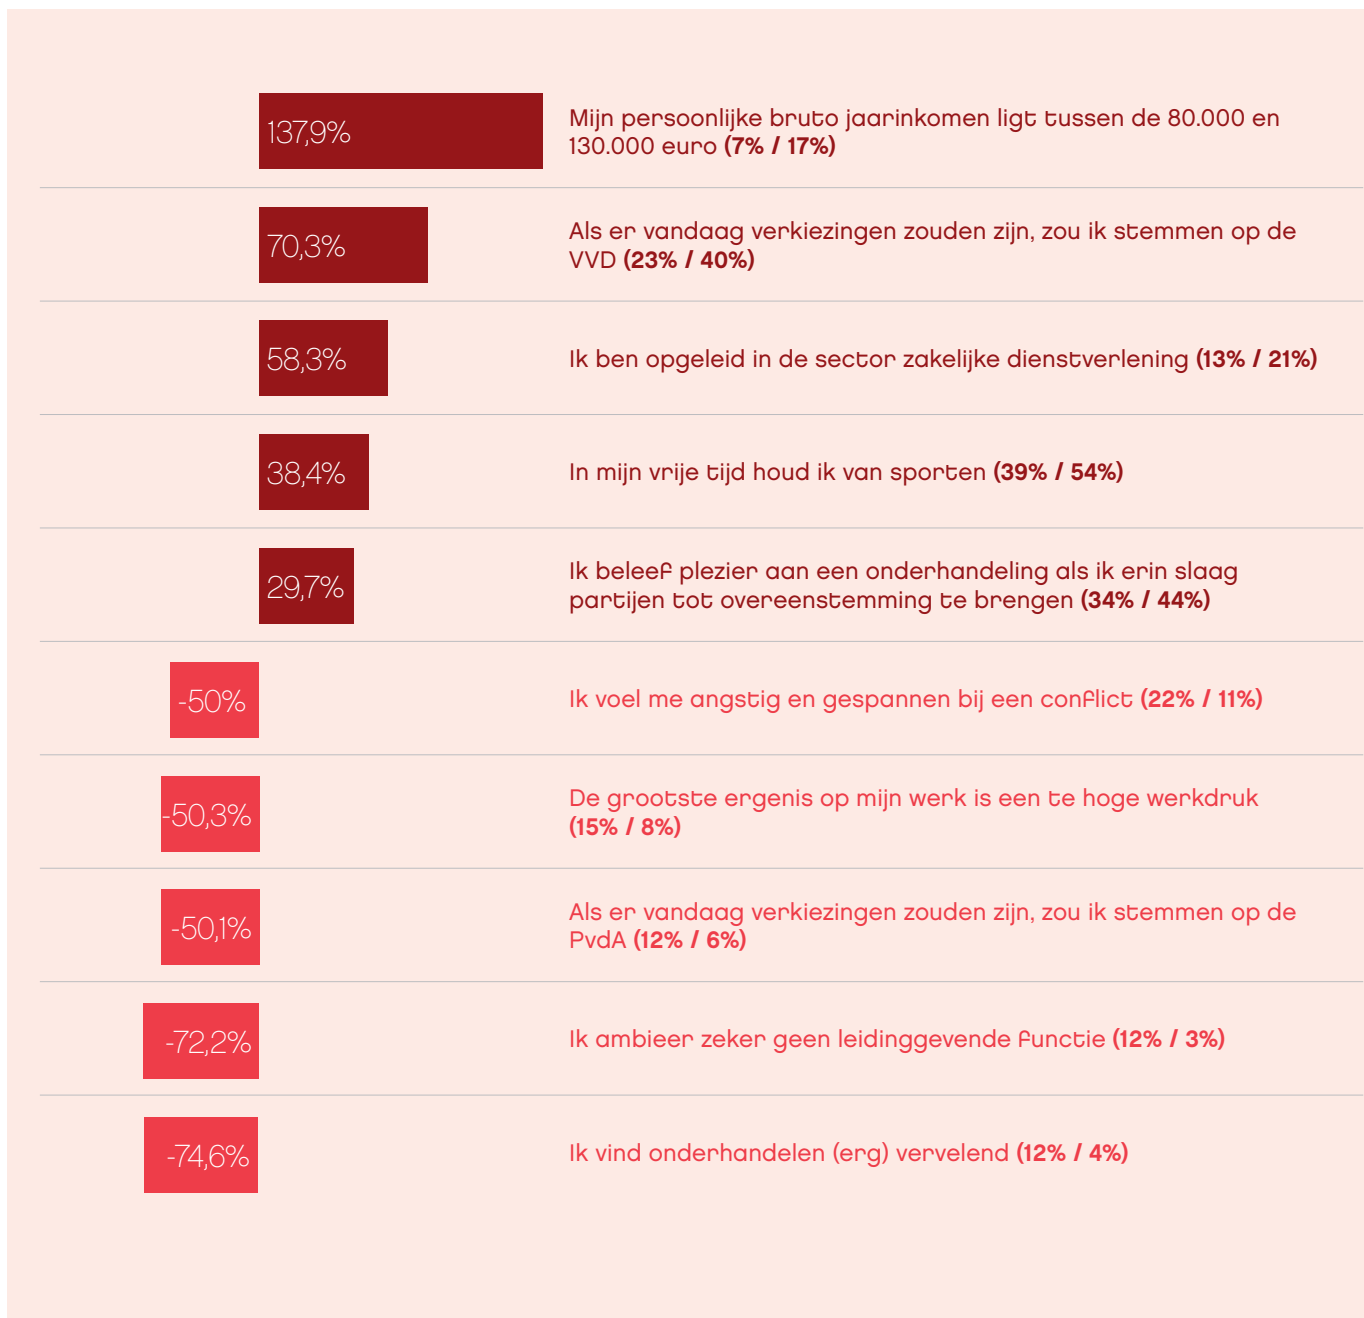 137,9%
Mijn persoonlijke bruto jaarinkomen ligt tussen de 80.000 en
130.000 euro (7% / 17%)
70,3%
Als er vandaag verkiezingen zouden zijn, zou ik stemmen op de
VVD (23% / 40%)
58,3%
Ik ben opgeleid in de sector zakelijke dienstverlening (13% / 21%)
38,4%
In mijn vrije tijd houd ik van sporten (39% / 54%)
29,7%
Ik beleef plezier aan een onderhandeling als ik erin slaag
partijen tot overeenstemming te brengen (34% / 44%)
-50%
Ik voel me angstig en gespannen bij een conflict (22% / 11%)
-50,3%
De grootste ergenis op mijn werk is een te hoge werkdruk
(15% / 8%)
-50,1%
Als er vandaag verkiezingen zouden zijn, zou ik stemmen op de
PvdA (12% / 6%)
-72,2%
Ik ambieer zeker geen leidinggevende functie (12% / 3%)
-74,6%
Ik vind onderhandelen (erg) vervelend (12% / 4%)